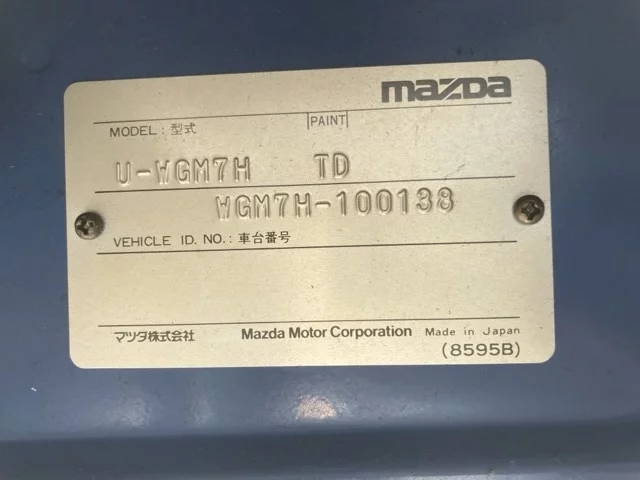 mazda
MODEL: 型式 PAINT
U-WGM7H TD
WGM7H-100138
VEHICLE ID. NO.: 車台番号
マツダ株式会社 Mazda Motor Corporation Made in Japan
(8595B)